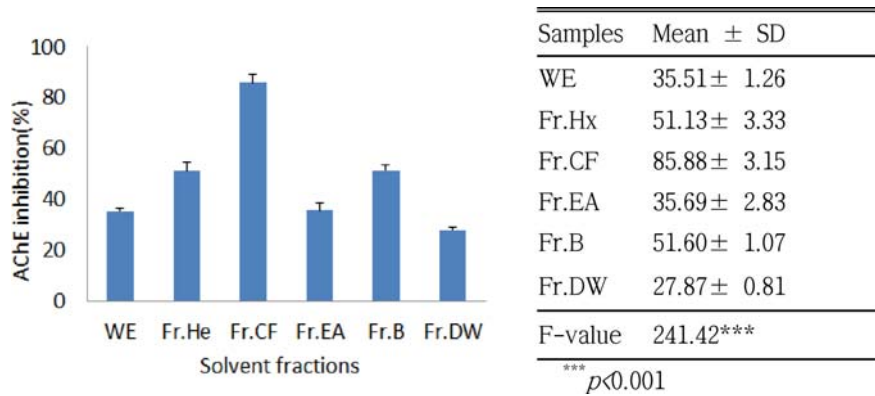 100
80
60
40
20
0
AChE inhibition(%)
WE Fr.He Fr.CF Fr.EA Fr.B Fr.DW
Solvent fractions
Samples Mean ± SD
WE 35.51± 1.26
Fr.Hx 51.13± 3.33
Fr.CF 85.88± 3.15
Fr.EA 35.69± 2.83
Fr.B 51.60± 1.07
Fr.DW 27.87± 0.81
F-value 241.42***
***p<0.001